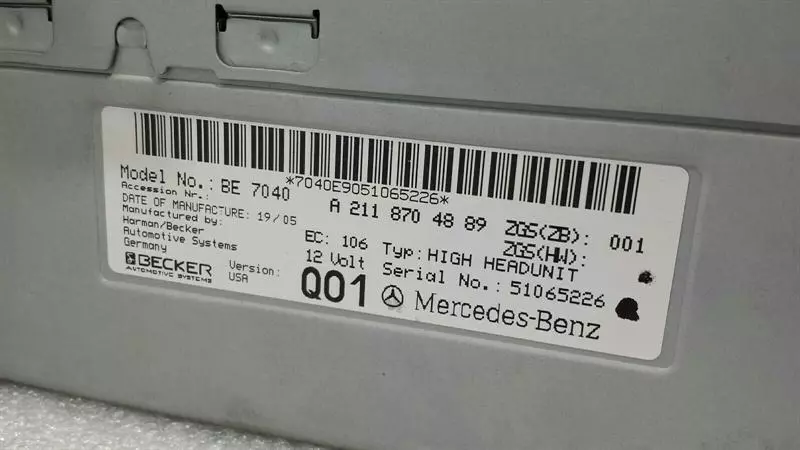 *7040E9051065226*
Model No.: BE 7040
Accession Nr.: A 211 870 48 89 ZGS(ZB): 001
DATE OF MANUFACTURE: 19/05 ZGS(HW):
Manufactured by: EC: 106 Typ: HIGH HEADUNIT
Harman/Becker
Automotive Systems 12 Volt Serial No.: 51065226
Germany
BECKER
AUTOMOTIVE SYSTEMS
Version:
USA
Q01 Mercedes-Benz